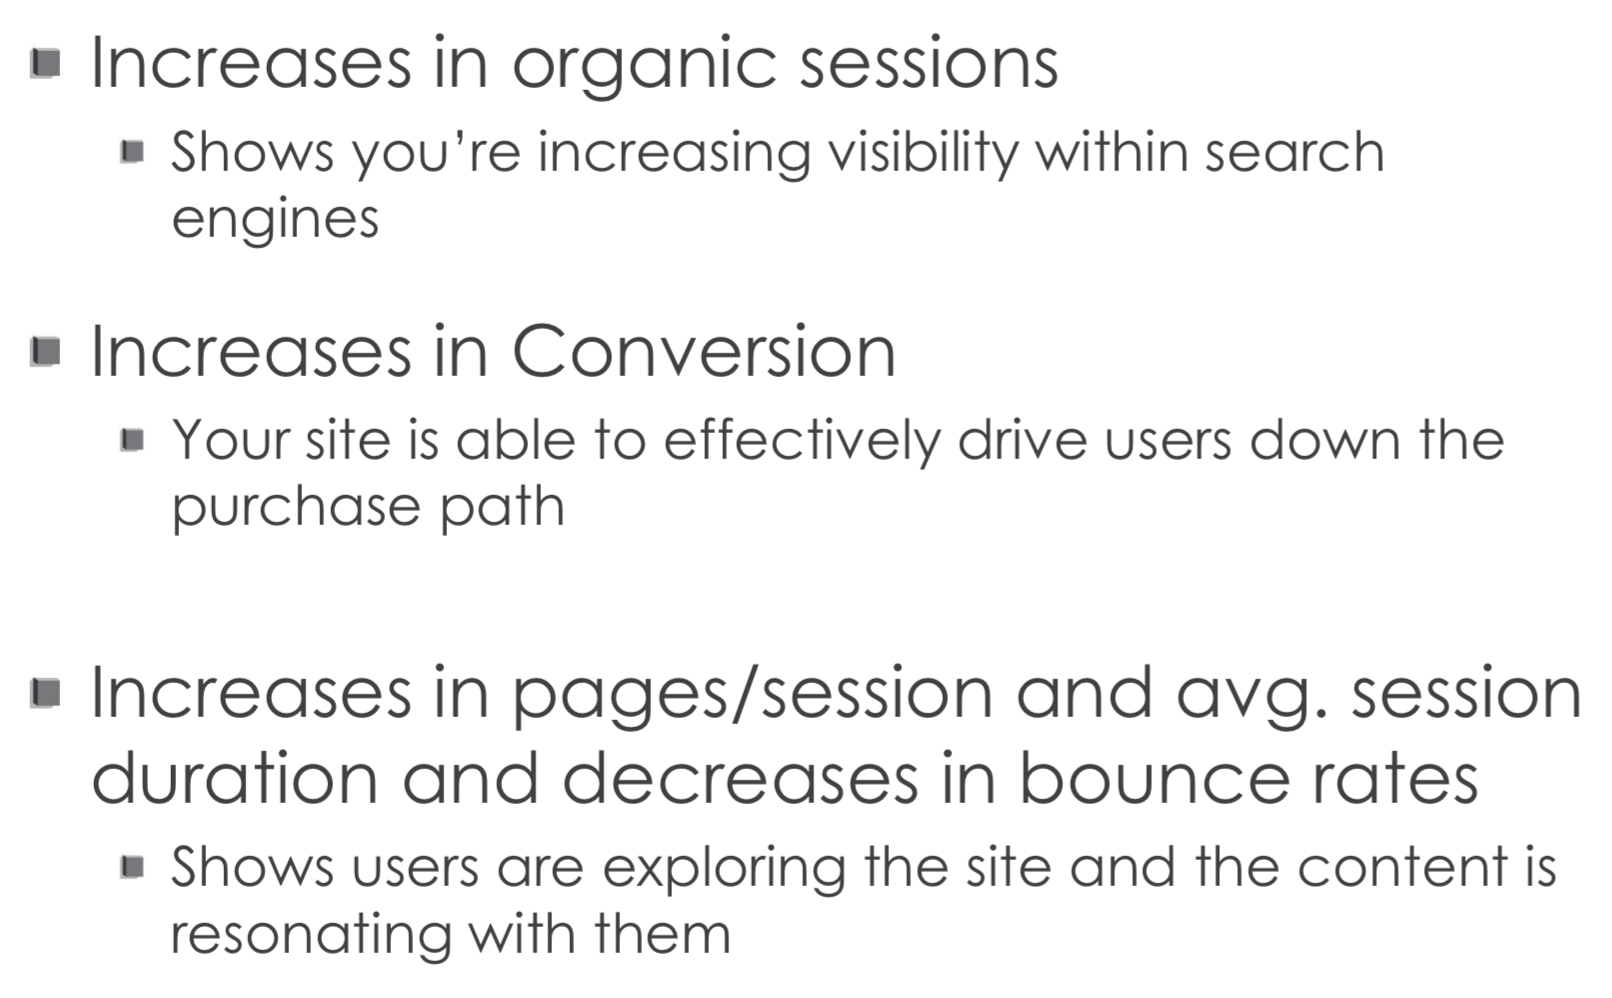 Increases in organic sessions
Shows you’re increasing visibility within search
engines
Increases in Conversion
Your site is able to effectively drive users down the
purchase path
Increases in pages/session and avg. session
duration and decreases in bounce rates
Shows users are exploring the site and the content is
resonating with them